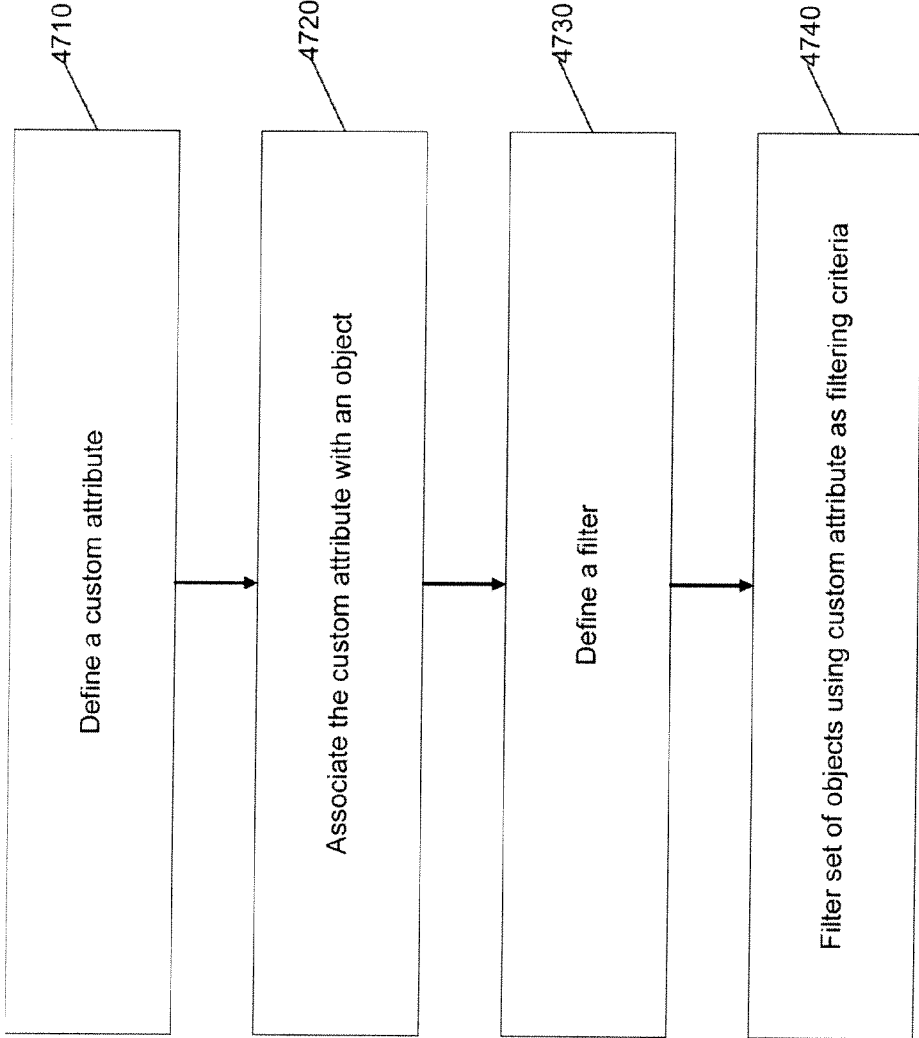 Define a custom attribute
4710
Associate the custom attribute with an object
4720
Define a filter
4730
Filter set of objects using custom attribute as filtering criteria
4740